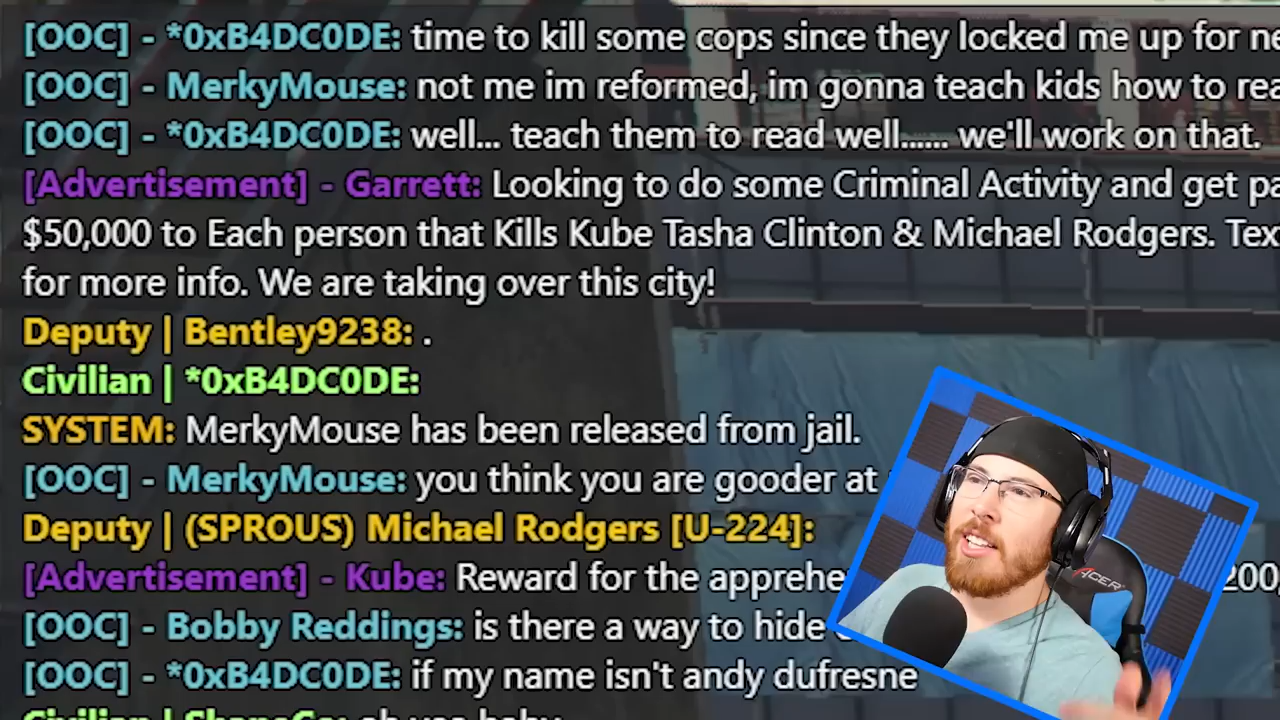 [OOC] - *0xB4DC0DE: time to kill some cops since they locked me up for
[OOC] - MerkyMouse: not me im reformed, im gonna teach kids how to
[OOC] - *0xB4DC0DE: well... teach them to read well...... we'll work on that.
[Advertisement] - Garrett: Looking to do some Criminal Activity and get
$50,000 to Each person that Kills Kube Tasha Clinton & Michael Rodgers.
for more info. We are taking over this city!
Deputy | Bentley9238: .
Civilian | *0xB4DC0DE:
SYSTEM: MerkyMouse has been released from jail.
[OOC] - MerkyMouse: you think you are gooder at
Deputy | (SPROUS) Michael Rodgers [U-224]:
[Advertisement] - Kube: Reward for the
[OOC] - Bobby Reddings: is there a way to hide
[OOC] - *0xB4DC0DE: if my name isn't andy dufresne
Civilian |